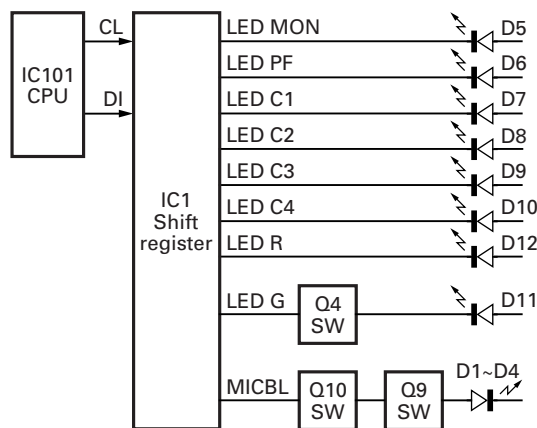 CL
IC101
CPU
DI
IC1
Shift
register
LED MON
D5
LED PF
D6
LED C1
D7
LED C2
D8
LED C3
D9
LED C4
D10
LED R
D12
LED G
Q4
SW
D11
MICBL
Q10
SW
Q9
SW
D1~D4